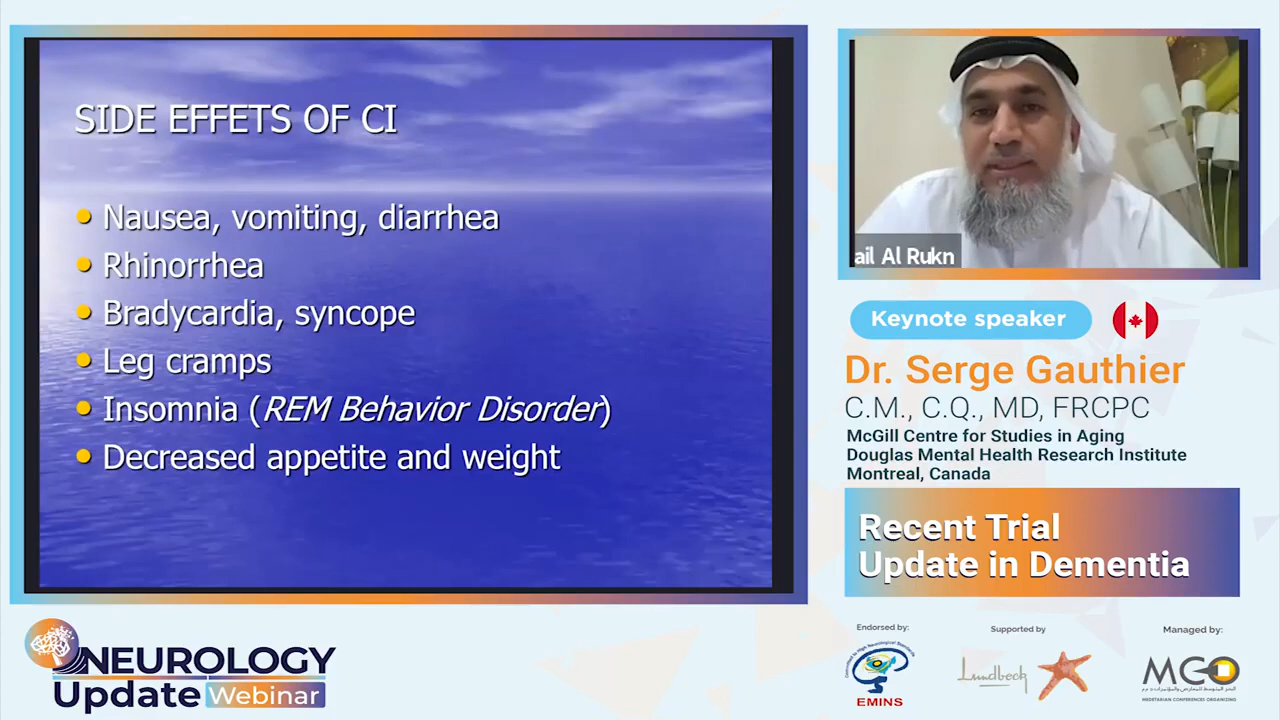 SIDE EFFETS OF CI
Nausea, vomiting, diarrhea
Rhinorrhea
Bradycardia, syncope
Leg cramps
Insomnia (REM Behavior Disorder)
Decreased appetite and weight
ail Al Rukn
Keynote speaker
Dr. Serge Gauthier
C.M., C.Q., MD, FRCPC
McGill Centre for Studies in Aging
Douglas Mental Health Research Institute
Montreal, Canada
Recent Trial
Update in Dementia
NEUROLOGY
Update Webinar
Endorsed by:
EMINS
Supported by
Lundbeck
Managed by:
MCO
MEDETARIAN CONFERENCES ORGANIZING